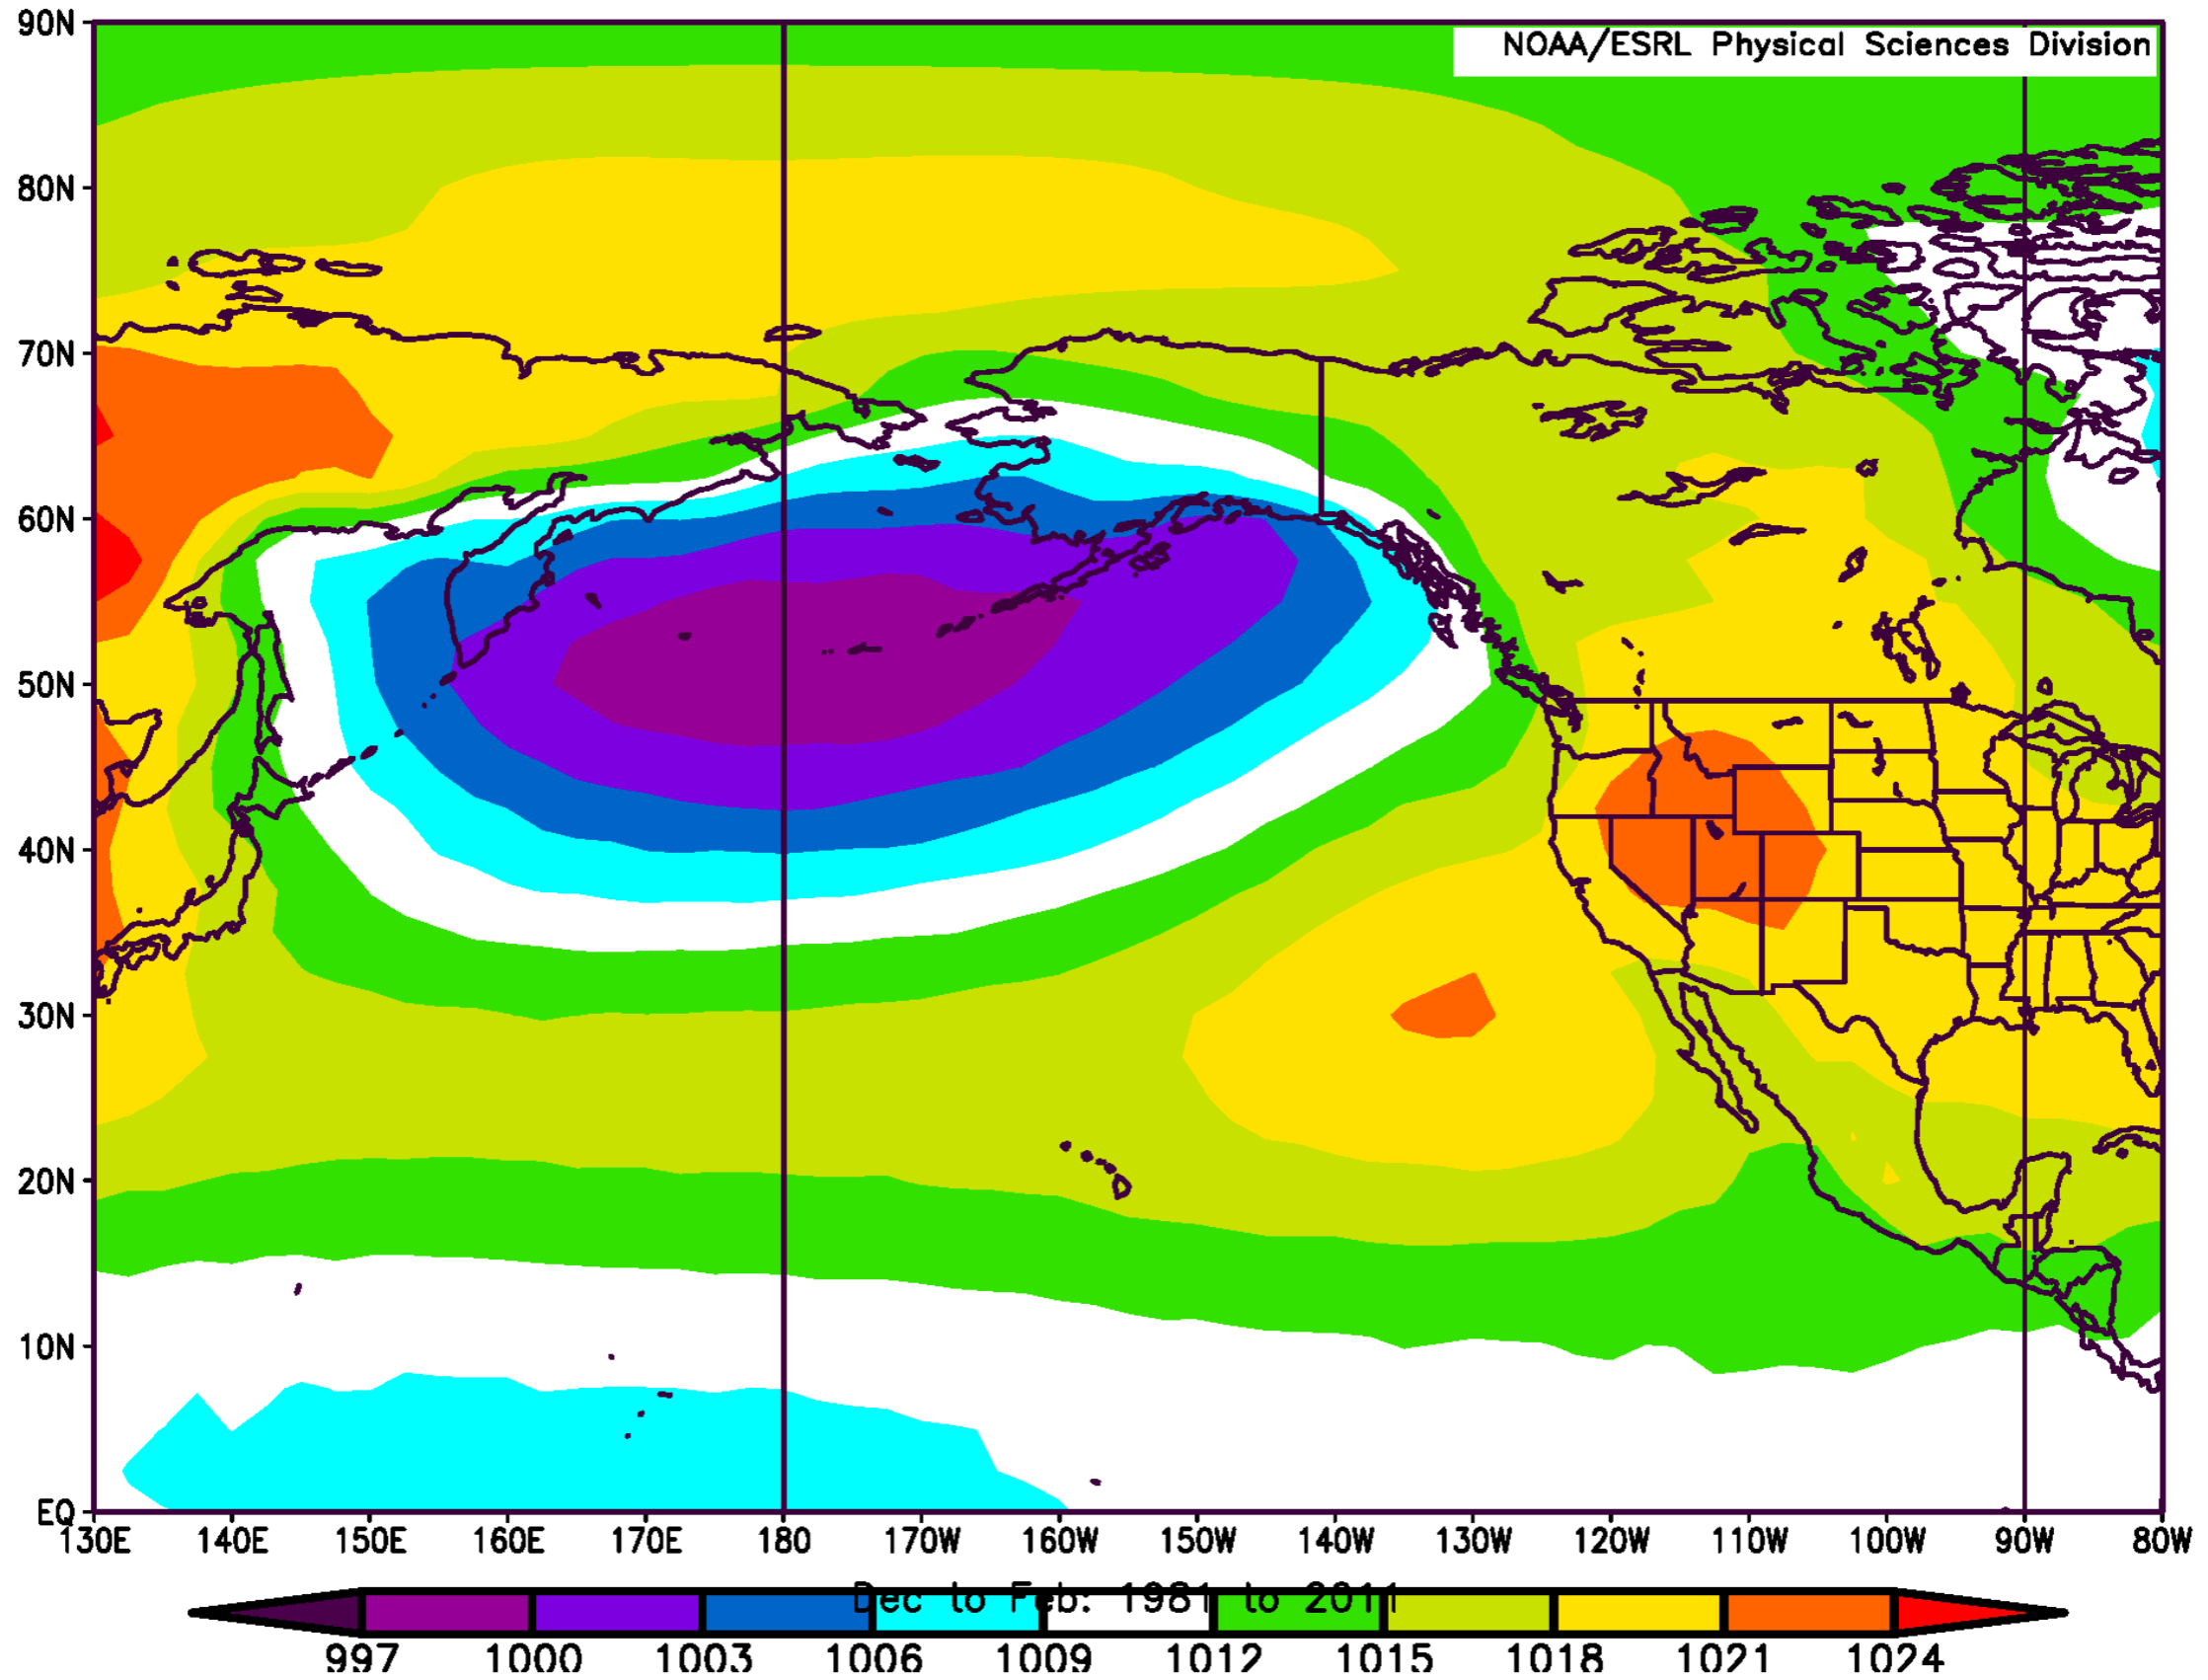 90N
NOAA/ESRL Physical Sciences Division
80N
70N
60N
50N
40N
30N
20N
10N
EQ
130E 140E 150E 160E 170E 180 170W 160W 150W 140W 130W 120W 110W 100W 90W 80W
Dec to Feb: 1981 to 2011
997 1000 1003 1006 1009 1012 1015 1018 1021 1024